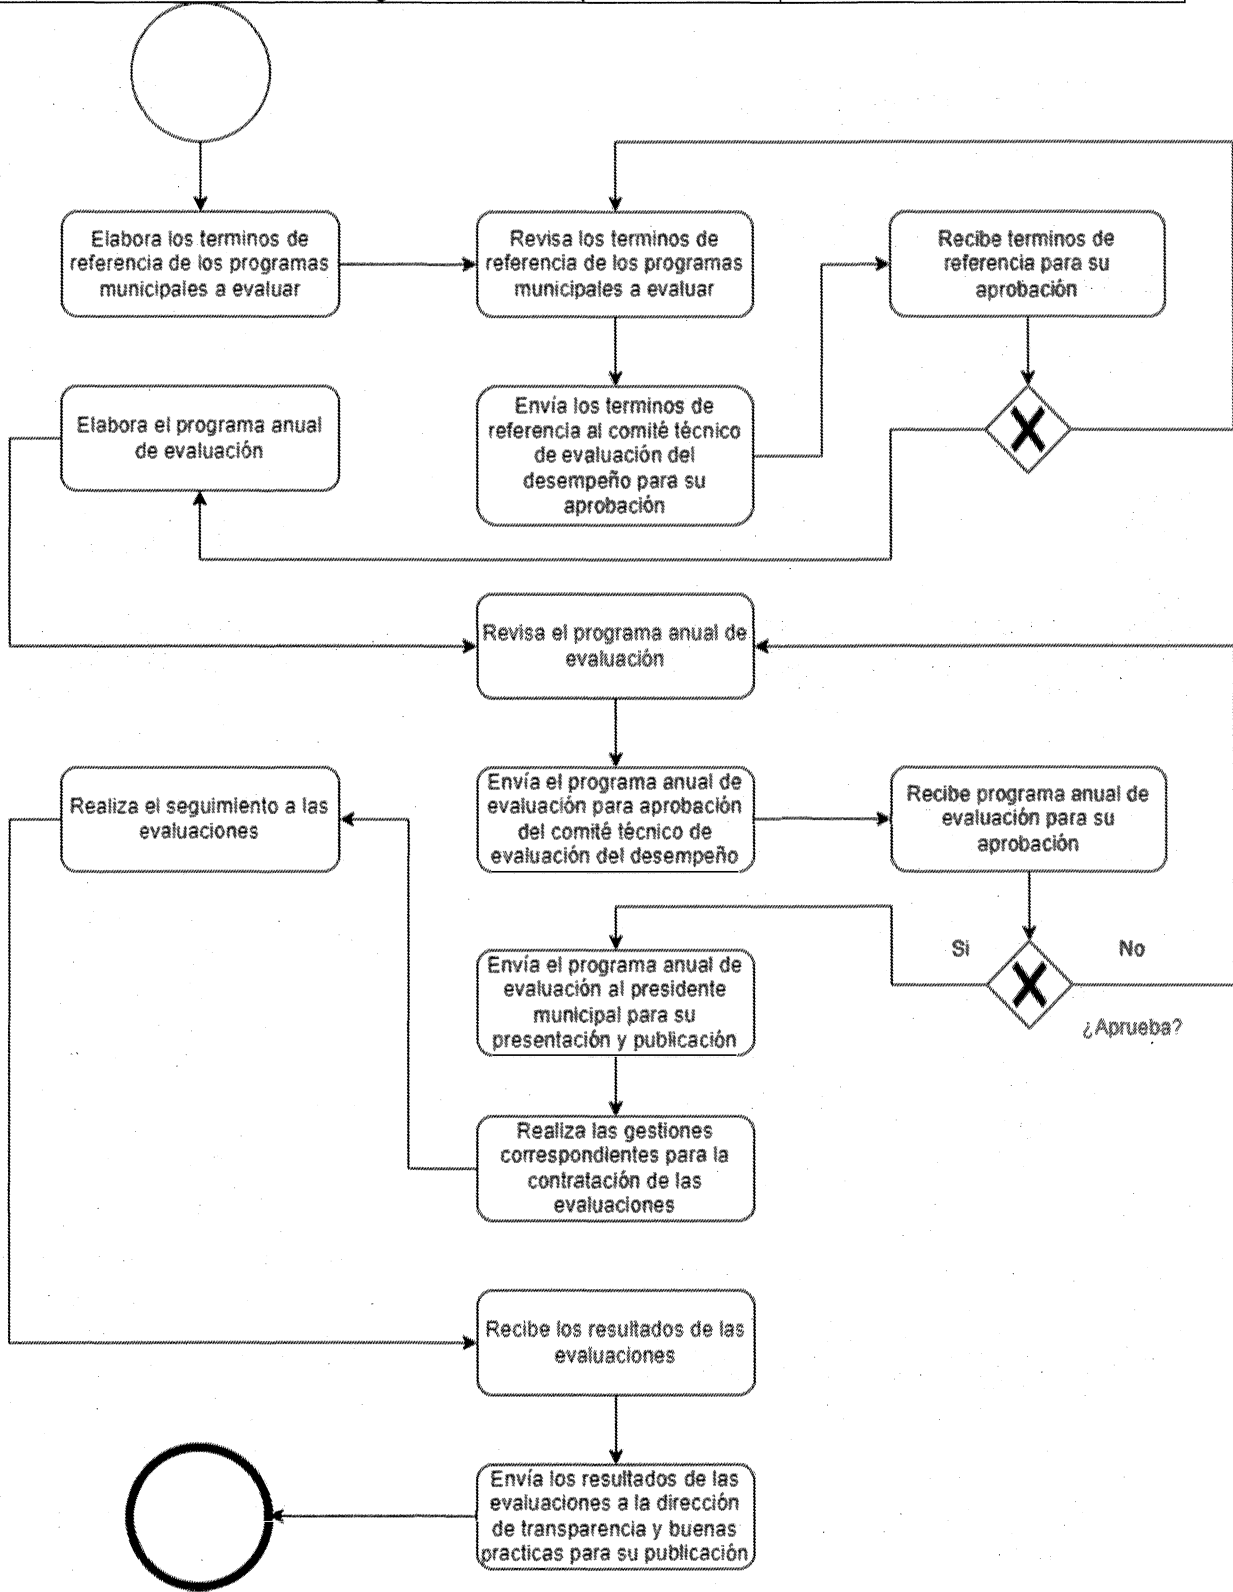 Elabora los terminos de
referencia de los programas
municipales a evaluar
Revisa los terminos de
referencia de los programas
municipales a evaluar
Recibe terminos de
referencia para su
aprobación
Elabora el programa anual
de evaluación
Envía los terminos de
referencia al comité técnico
de evaluación del
desempeño para su
aprobación
Revisa el programa anual de
evaluación
Realiza el seguimiento a las
evaluaciones
Envía el programa anual de
evaluación para aprobación
del comité técnico de
evaluación del desempeño
Recibe programa anual de
evaluación para su
aprobación
Si
No
¿Aprueba?
Envía el programa anual de
evaluación al presidente
municipal para su
presentación y publicación
Realiza las gestiones
correspondientes para la
contratación de las
evaluaciones
Recibe los resultados de las
evaluaciones
Envía los resultados de las
evaluaciones a la dirección
de transparencia y buenas
practicas para su publicación